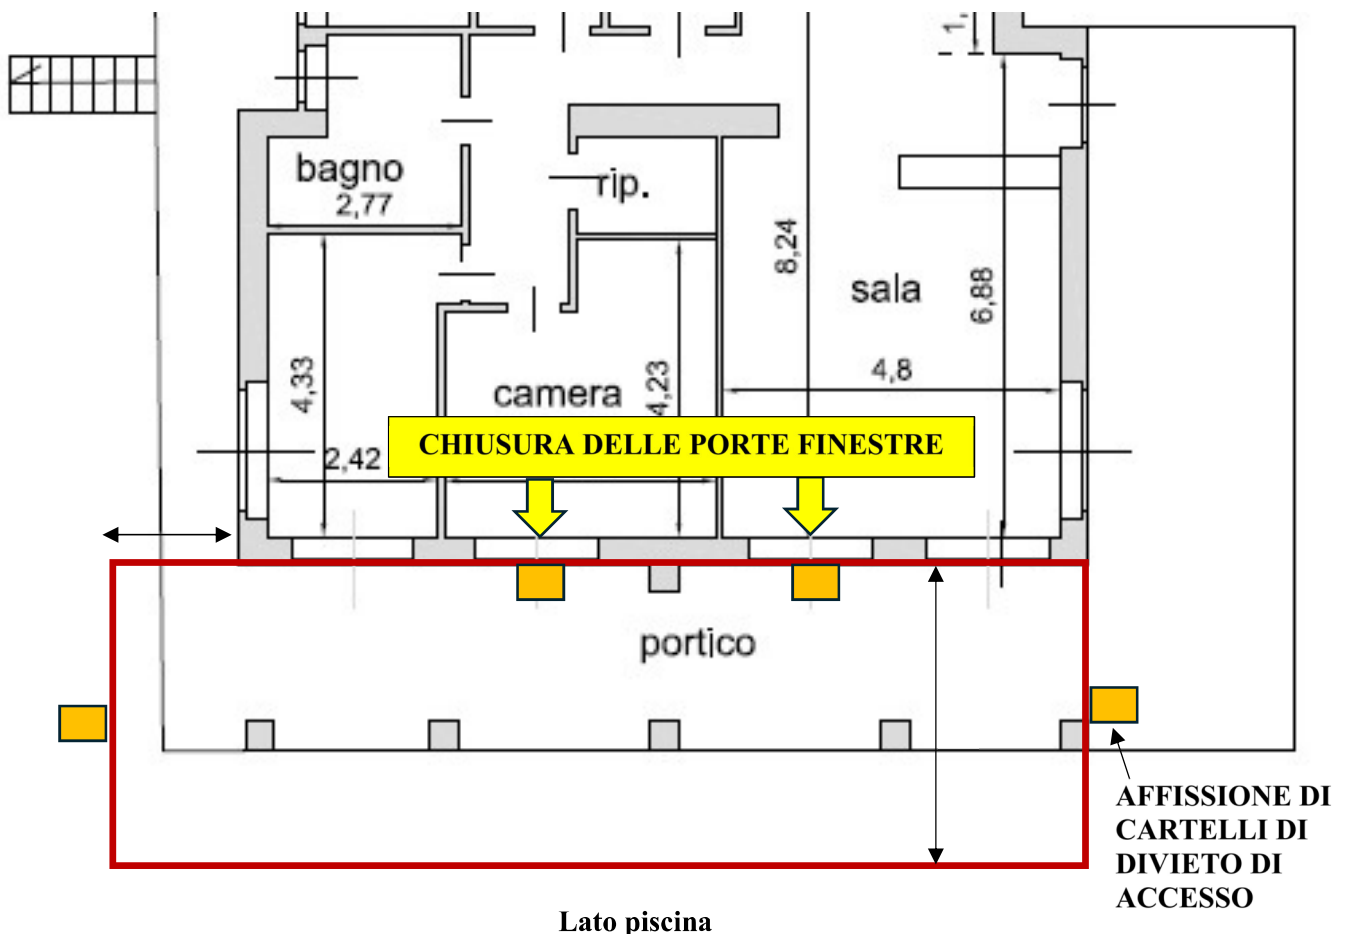 1,
bagno
2,77
rip.
8,24
sala
6,88
4,8
4,33
camera
4,23
CHIUSURA DELLE PORTE FINESTRE
2,42
portico
AFFISSIONE DI
CARTELLI DI
DIVIETO DI
ACCESSO
Lato piscina